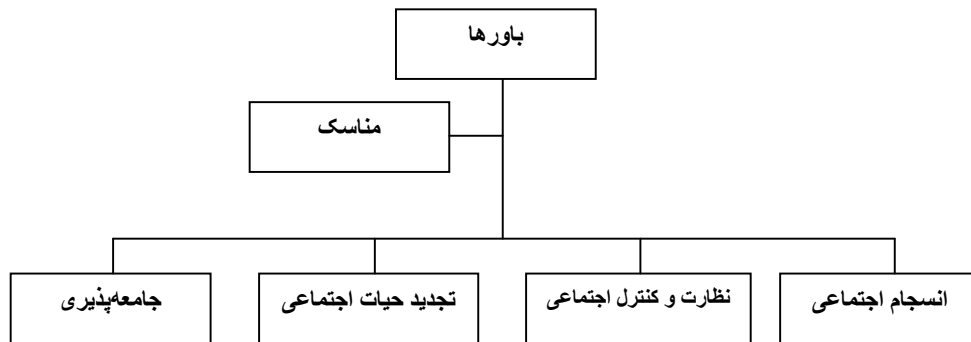 باورها
مناسک
انسجام اجتماعی
نظارت و کنترل اجتماعی
تجدید حیات اجتماعی
جامعه‌پذیری